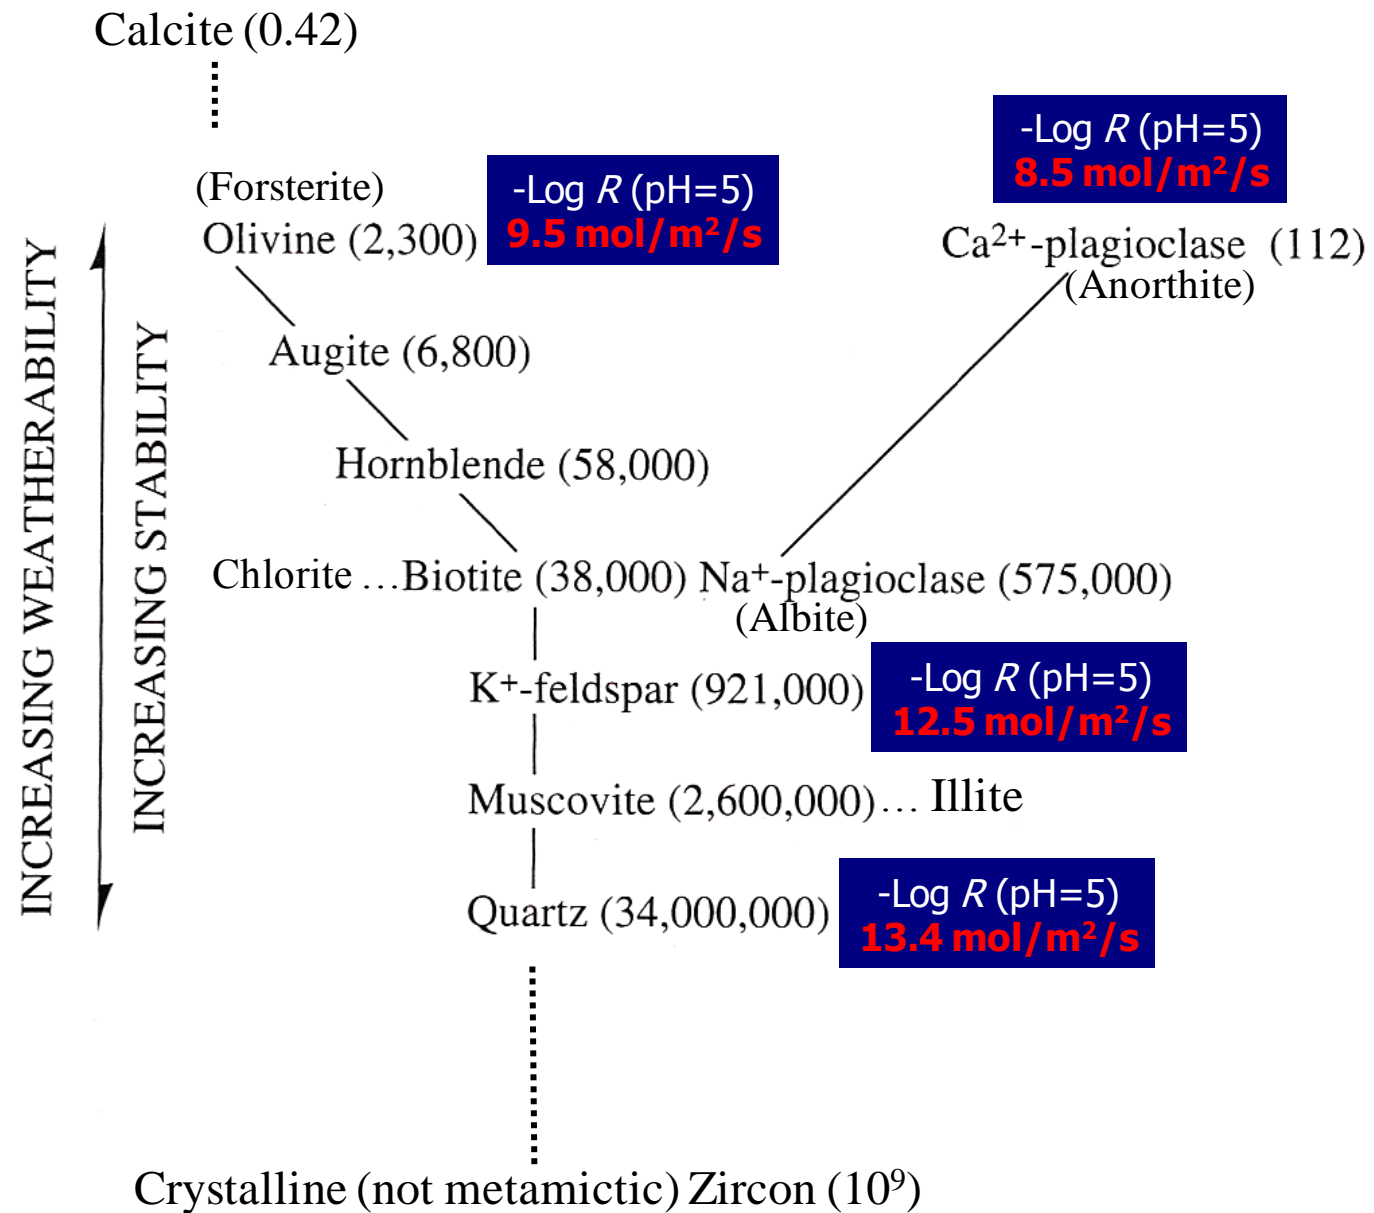 Calcite (0.42)
-Log R (pH=5)
8.5 mol/m²/s
(Forsterite)
-Log R (pH=5)
9.5 mol/m²/s
Olivine (2,300)
Ca²⁺-plagioclase (112)
(Anorthite)
INCREASING WEATHERABILITY
INCREASING STABILITY
Augite (6,800)
Hornblende (58,000)
Chlorite ...Biotite (38,000) Na⁺-plagioclase (575,000)
(Albite)
K⁺-feldspar (921,000)
-Log R (pH=5)
12.5 mol/m²/s
Muscovite (2,600,000)... Illite
Quartz (34,000,000)
-Log R (pH=5)
13.4 mol/m²/s
Crystalline (not metamictic) Zircon (10⁹)